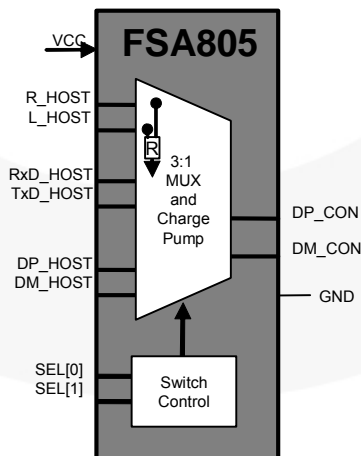 FSA805
VCC
R_HOST
L_HOST
R
RxD_HOST
TxD_HOST
3:1
MUX
and
Charge
Pump
DP_CON
DM_CON
DP_HOST
DM_HOST
GND
SEL[0]
SEL[1]
Switch
Control